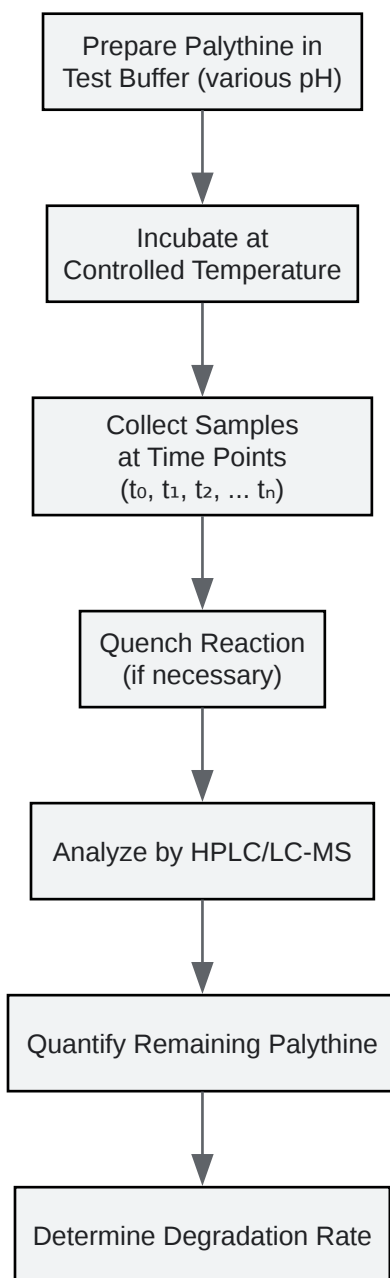 Prepare Palythine in
Test Buffer (various pH)
Incubate at
Controlled Temperature
Collect Samples
at Time Points
(t₀, t₁, t₂, ... tₙ)
Quench Reaction
(if necessary)
Analyze by HPLC/LC-MS
Quantify Remaining Palythine
Determine Degradation Rate